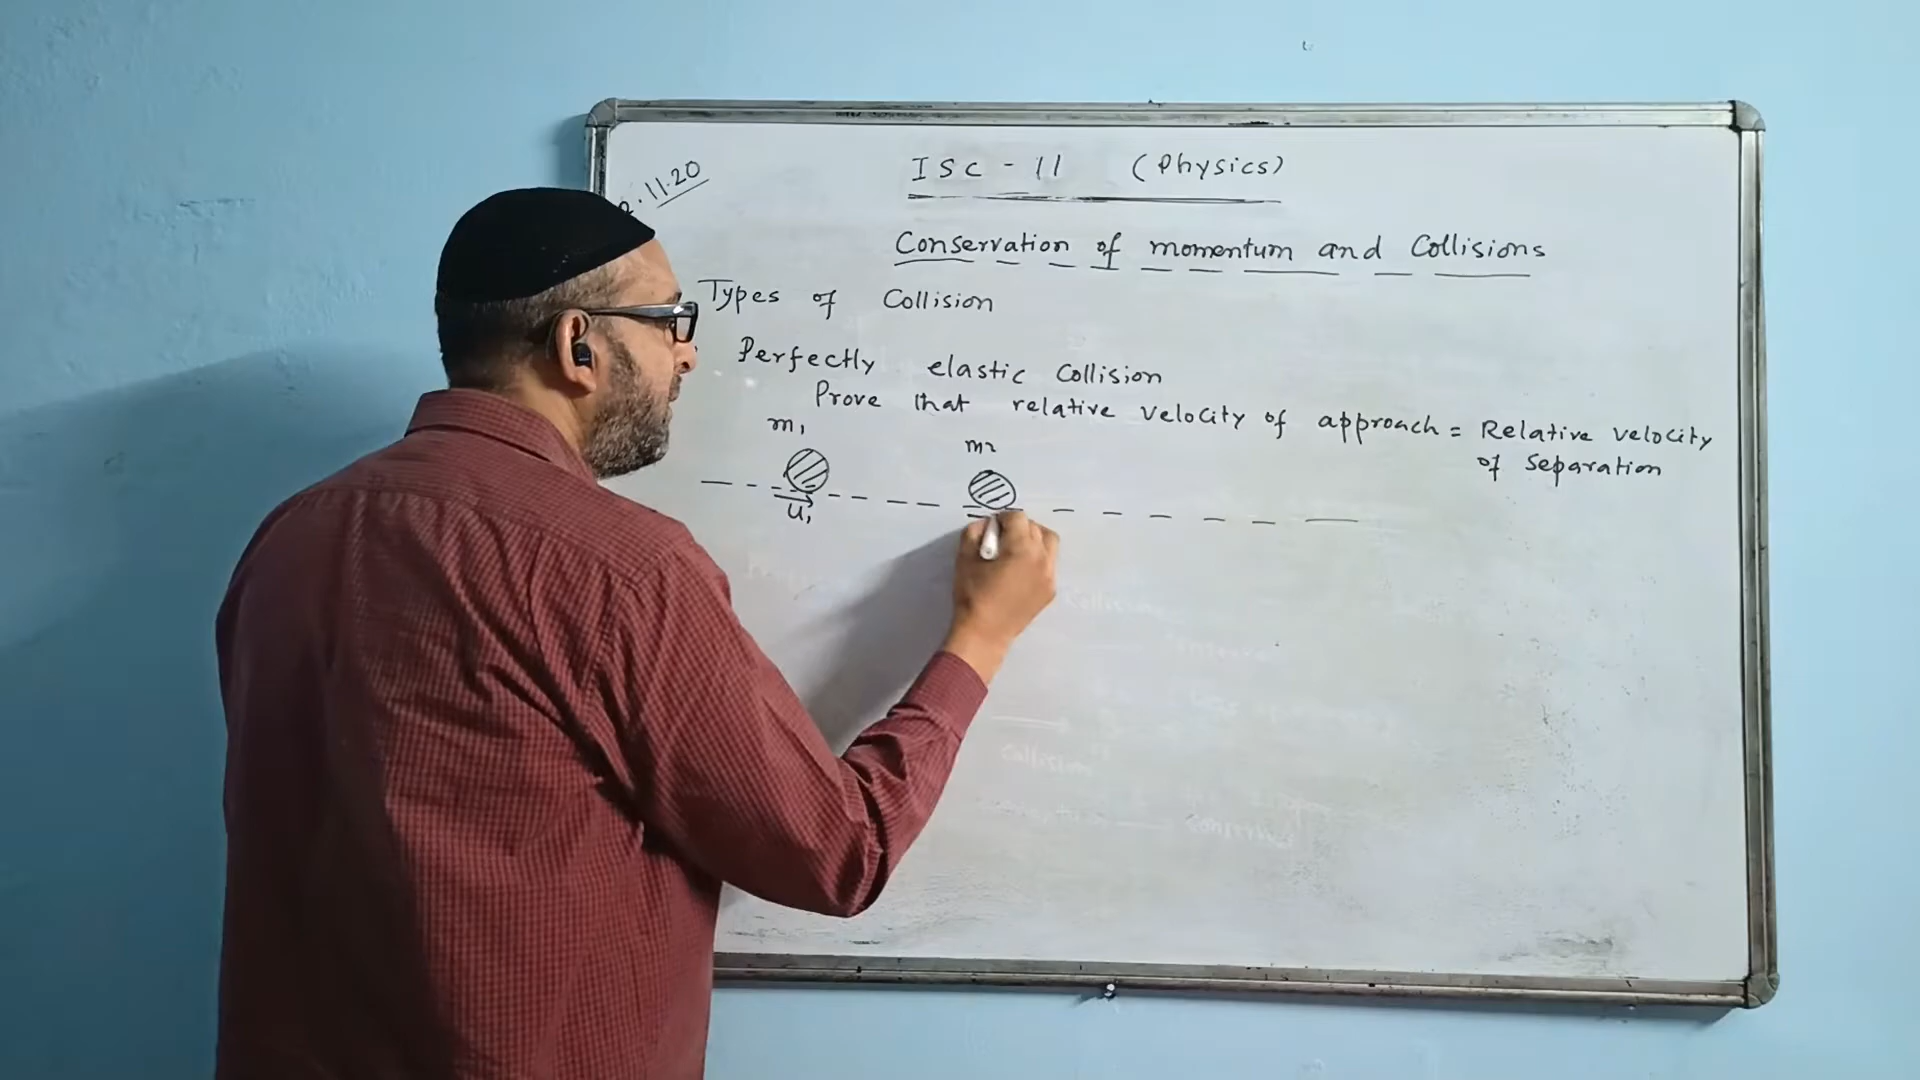 .11.20
ISC - 11 (Physics)
Conservation of momentum and Collisions
Types of Collision
Perfectly elastic Collision
Prove that relative velocity of approach = Relative velocity
of Separation
m1
m2
u1